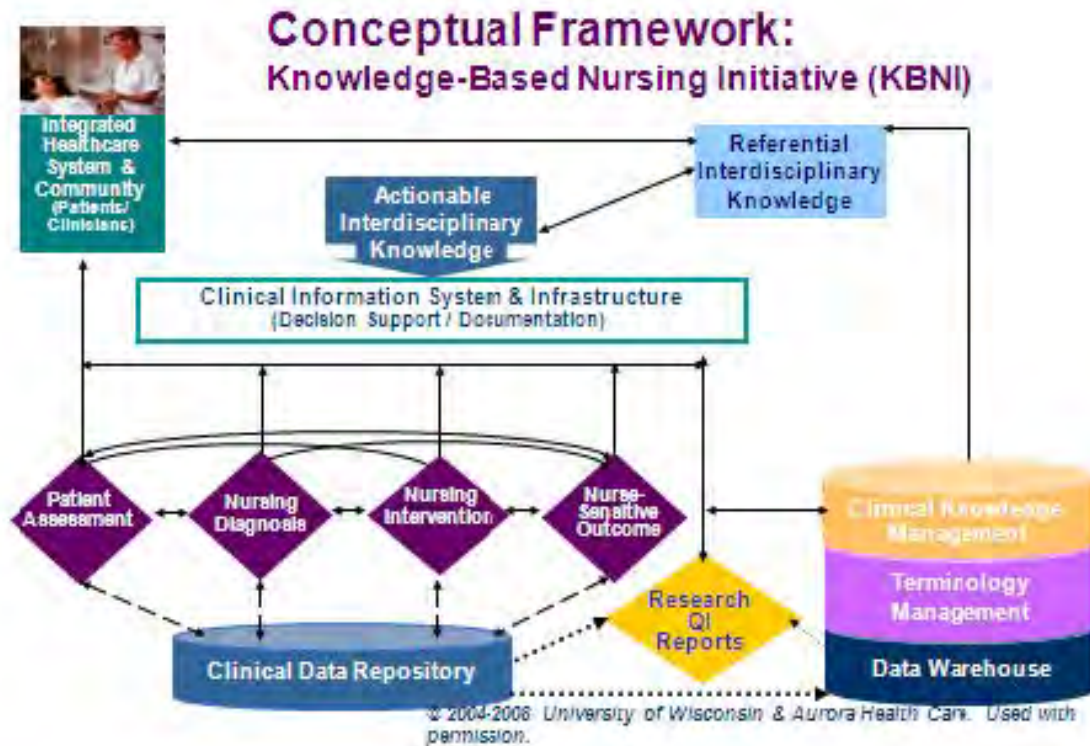 Conceptual Framework:
Knowledge-Based Nursing Initiative (KBNI)
Integrated
Healthcare
System &
Community
(Patients/
Clinicians)
Referential
Interdisciplinary
Knowledge
Actionable
Interdisciplinary
Knowledge
Clinical Information System & Infrastructure
(Decision Support / Documentation)
Patient
Assessment
Nursing
Diagnosis
Nursing
Intervention
Nurse-
Sensitive
Outcome
Clinical Knowledge
Management
Terminology
Management
Data Warehouse
Research
QI
Reports
Clinical Data Repository
© 2004-2006 University of Wisconsin & Aurora Health Care. Used with
permission.